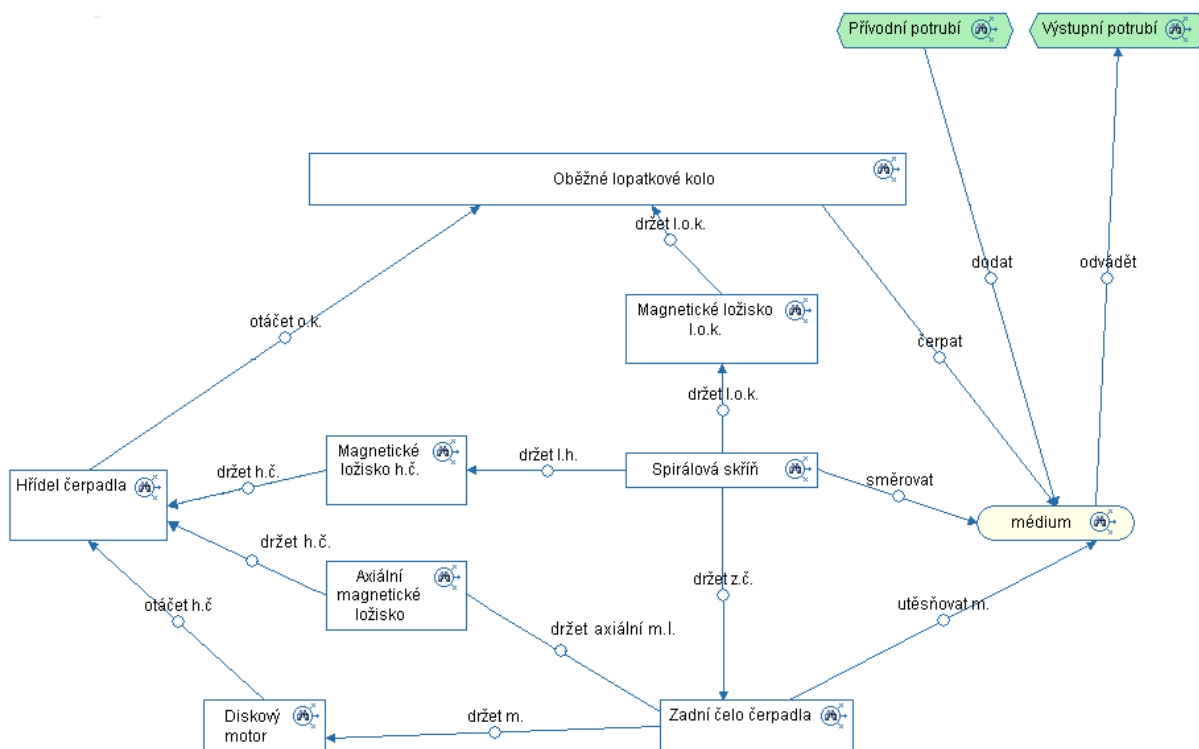 Přívodní potrubí
Výstupní potrubí
Oběžné lopatkové kolo
držet l.o.k.
dodat
odvádět
Magnetické ložisko
l.o.k.
otáčet o.k.
čerpat
držet l.o.k.
Magnetické
ložisko h.č.
držet l.h.
Spirálová skříň
držet h.č.
Hřídel čerpadla
směrovat
médium
držet h.č.
Axiální
magnetické
ložisko
držet z.č.
otáčet h.č
utěsňovat m.
držet axiální m.l.
Diskový
motor
držet m.
Zadní čelo čerpadla